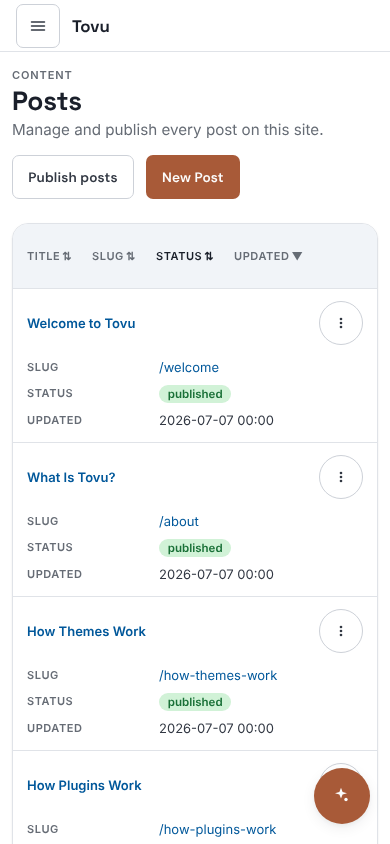 Tovu
CONTENT
Posts
Manage and publish every post on this site.
Publish posts New Post
TITLE ⇅ SLUG ⇅ STATUS ⇅ UPDATED ▼
Welcome to Tovu
SLUG /welcome
STATUS published
UPDATED 2026-07-07 00:00
What Is Tovu?
SLUG /about
STATUS published
UPDATED 2026-07-07 00:00
How Themes Work
SLUG /how-themes-work
STATUS published
UPDATED 2026-07-07 00:00
How Plugins Work
SLUG /how-plugins-work